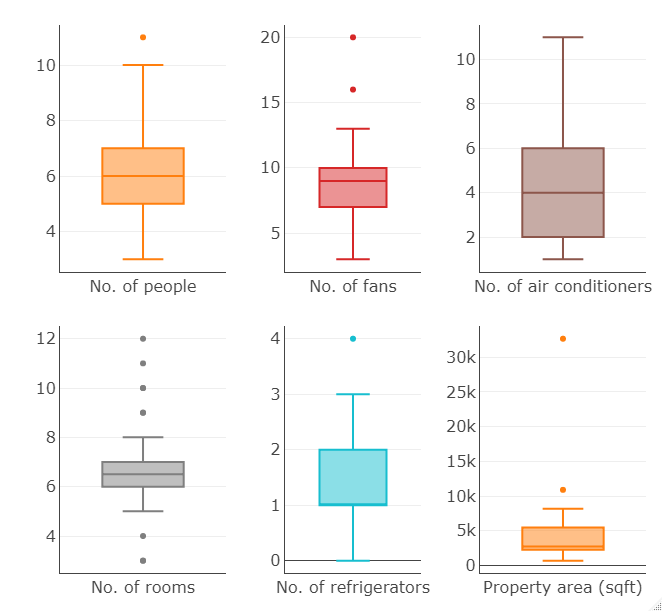 10
8
6
4
No. of people
20
15
10
5
No. of fans
10
8
6
4
2
No. of air conditioners
12
10
8
6
4
No. of rooms
4
3
2
1
0
No. of refrigerators
30k
25k
20k
15k
10k
5k
0
Property area (sqft)